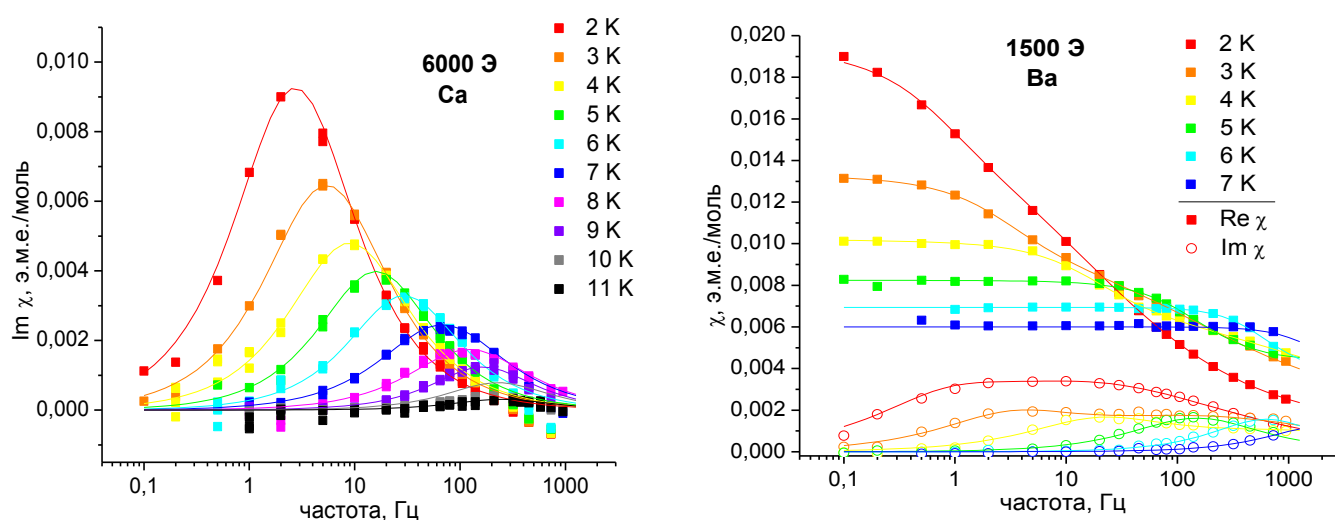 Im χ, э.м.е./моль
0,010
0,008
0,006
0,004
0,002
0,000
0,1
1
10
100
1000
частота, Гц
6000 Э
Ca
2 K
3 K
4 K
5 K
6 K
7 K
8 K
9 K
10 K
11 K
χ, э.м.е./моль
0,020
0,018
0,016
0,014
0,012
0,010
0,008
0,006
0,004
0,002
0,000
0,1
1
10
100
1000
частота, Гц
1500 Э
Ba
2 K
3 K
4 K
5 K
6 K
7 K
Re χ
Im χ